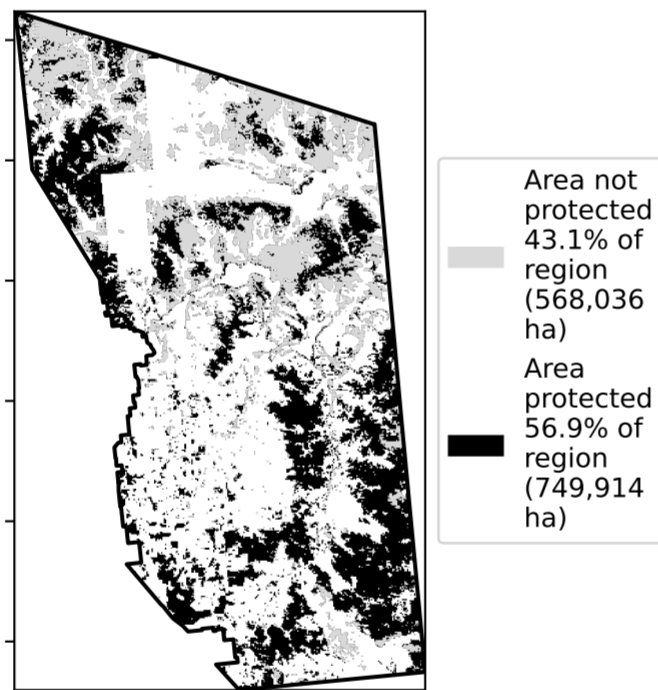 Area not
protected
43.1% of
region
(568,036
ha)
Area
protected
56.9% of
region
(749,914
ha)